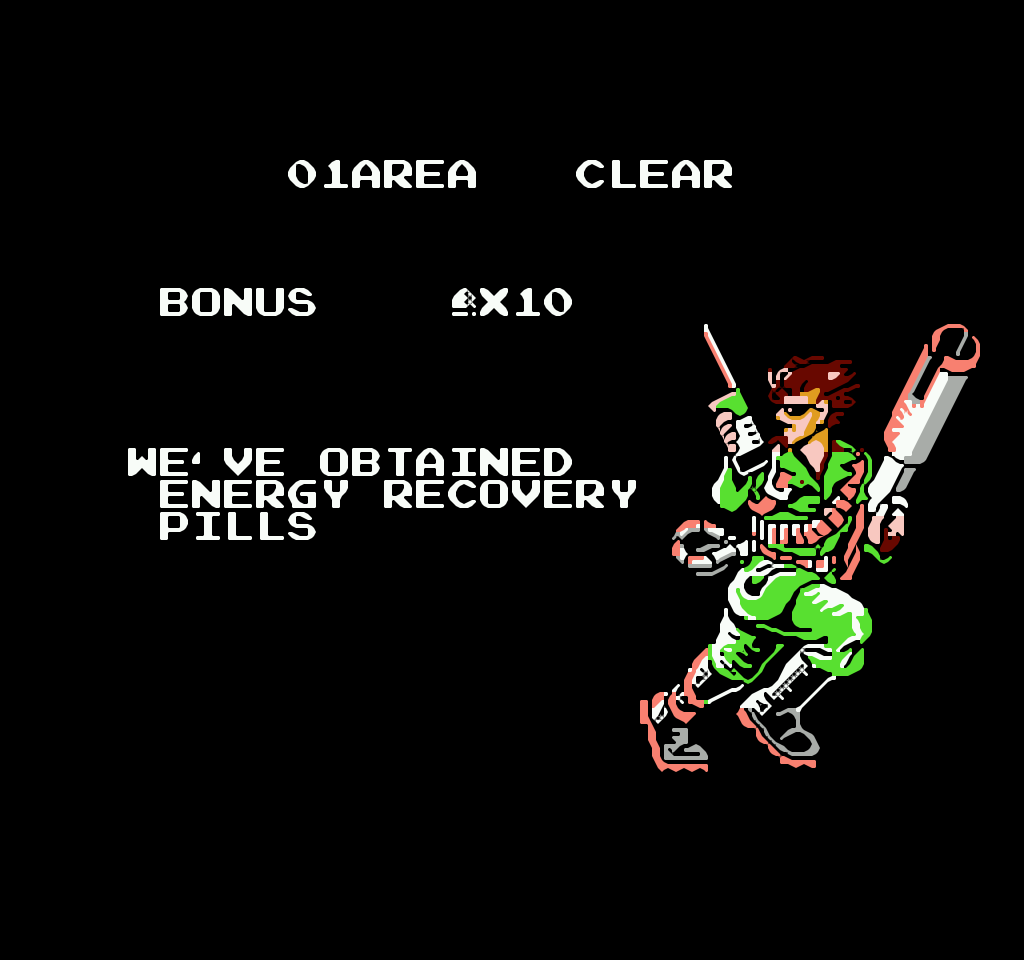 01AREA CLEAR
BONUS X10
WE'VE OBTAINED
ENERGY RECOVERY
PILLS